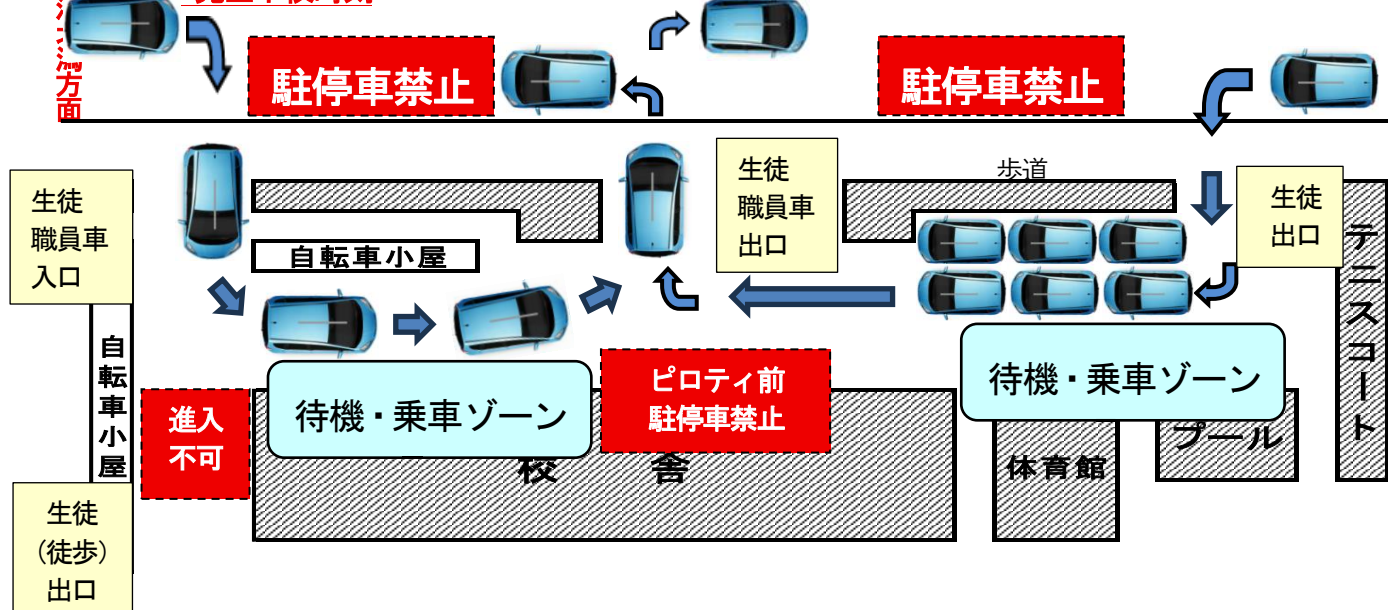 方面
駐停車禁止
駐停車禁止
歩道
生徒
職員車
入口
生徒
職員車
出口
生徒
出口
自転車小屋
テニスコート
自転車小屋
進入
不可
待機・乗車ゾーン
ピロティ前
駐停車禁止
待機・乗車ゾーン
校舎
体育館
プール
生徒
（徒歩）
出口